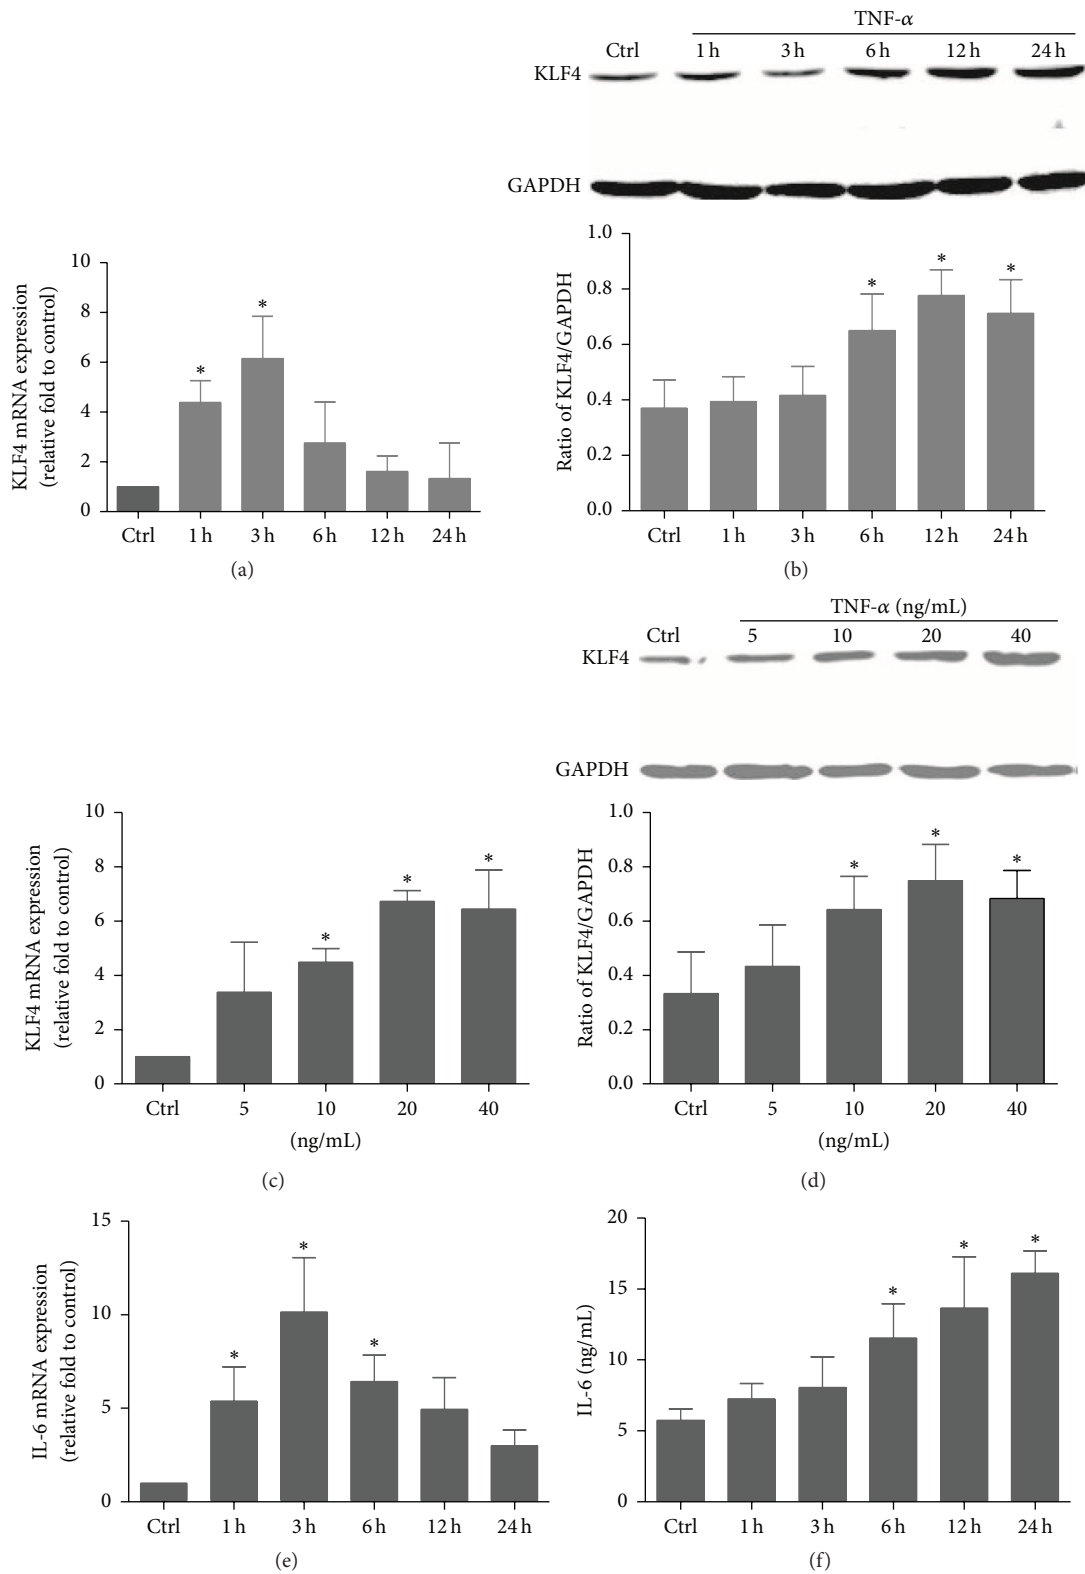 TNF-α
Ctrl 1 h 3 h 6 h 12 h 24 h
KLF4
GAPDH
KLF4 mRNA expression
(relative fold to control)
10
8
6
4
2
0
* *
Ctrl 1 h 3 h 6 h 12 h 24 h
(a)
Ratio of KLF4/GAPDH
1.0
0.8
0.6
0.4
0.2
0.0
* * *
Ctrl 1 h 3 h 6 h 12 h 24 h
(b)
TNF-α (ng/mL)
Ctrl 5 10 20 40
KLF4
GAPDH
KLF4 mRNA expression
(relative fold to control)
10
8
6
4
2
0
* * *
Ctrl 5 10 20 40
(ng/mL)
(c)
Ratio of KLF4/GAPDH
1.0
0.8
0.6
0.4
0.2
0.0
* * *
Ctrl 5 10 20 40
(ng/mL)
(d)
IL-6 mRNA expression
(relative fold to control)
15
10
5
0
* * *
Ctrl 1 h 3 h 6 h 12 h 24 h
(e)
IL-6 (ng/mL)
20
15
10
5
0
* * *
Ctrl 1 h 3 h 6 h 12 h 24 h
(f)